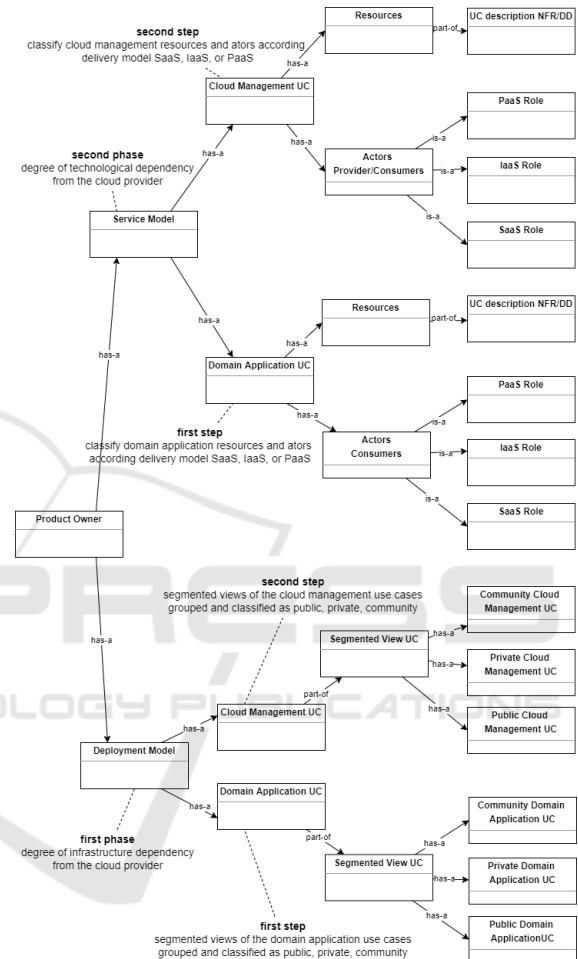 Resources
part-of
UC description NFR/DD
second step
classify cloud management resources and ators according
delivery model SaaS, IaaS, or PaaS
has-a
Cloud Management UC
PaaS Role
has-a
has-a
is-a
second phase
degree of technological dependency
from the cloud provider
Actors
Provider/Consumers
is-a
IaaS Role
Service Model
is-a
SaaS Role
Resources
part-of
UC description NFR/DD
has-a
has-a
has-a
Domain Application UC
PaaS Role
has-a
is-a
first step
classify domain application resources and ators
according delivery model SaaS, IaaS, or PaaS
Actors
Consumers
is-a
IaaS Role
is-a
SaaS Role
Product Owner
second step
segmented views of the cloud management use cases
grouped and classified as public, private, community
Community Cloud
Management UC
has-a
Segmented View UC
has-a
has-a
Private Cloud
Management UC
part-of
has-a
Public Cloud
Management UC
Cloud Management UC
has-a
Deployment Model
Domain Application UC
has-a
Community Domain
Application UC
part-of
has-a
first phase
degree of infrastructure dependency
from the cloud provider
Segmented View UC
has-a
Private Domain
Application UC
has-a
Public Domain
ApplicationUC
first step
segmented views of the domain application use cases
grouped and classified as public, private, community
PRESS
OLOGY PUBLICATIONS